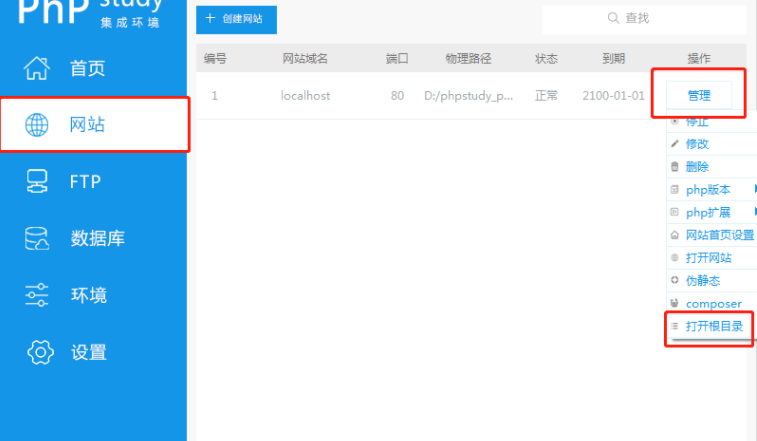 PhP study
集成环境
首页
网站
FTP
数据库
环境
设置
+ 创建网站
查找
编号 网站域名 端口 物理路径 状态 到期 操作
1 localhost 80 D:/phpstudy_p... 正常 2100-01-01 管理
停止
修改
删除
php版本
php扩展
网站首页设置
打开网站
伪静态
composer
打开根目录